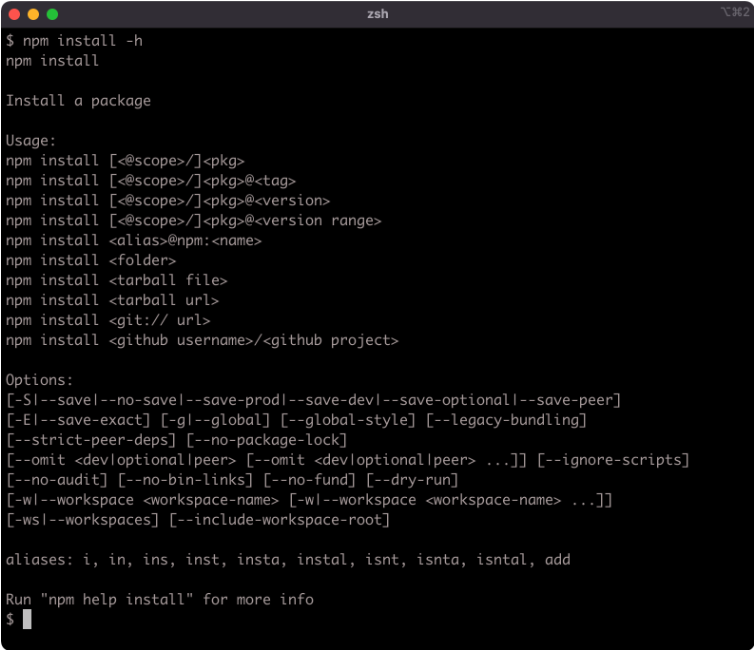 zsh
⌥⌘2
$ npm install -h
npm install
Install a package
Usage:
npm install [<@scope>/]<pkg>
npm install [<@scope>/]<pkg>@<tag>
npm install [<@scope>/]<pkg>@<version>
npm install [<@scope>/]<pkg>@<version range>
npm install <alias>@npm:<name>
npm install <folder>
npm install <tarball file>
npm install <tarball url>
npm install <git:// url>
npm install <github username>/<github project>
Options:
[-S|--save|--no-save|--save-prod|--save-dev|--save-optional|--save-peer]
[-E|--save-exact] [-g|--global] [--global-style] [--legacy-bundling]
[--strict-peer-deps] [--no-package-lock]
[--omit <dev|optional|peer> [--omit <dev|optional|peer> ...]] [--ignore-scripts]
[--no-audit] [--no-bin-links] [--no-fund] [--dry-run]
[-w|--workspace <workspace-name> [-w|--workspace <workspace-name> ...]]
[-ws|--workspaces] [--include-workspace-root]
aliases: i, in, ins, inst, insta, instal, isnt, isnta, isntal, add
Run "npm help install" for more info
$